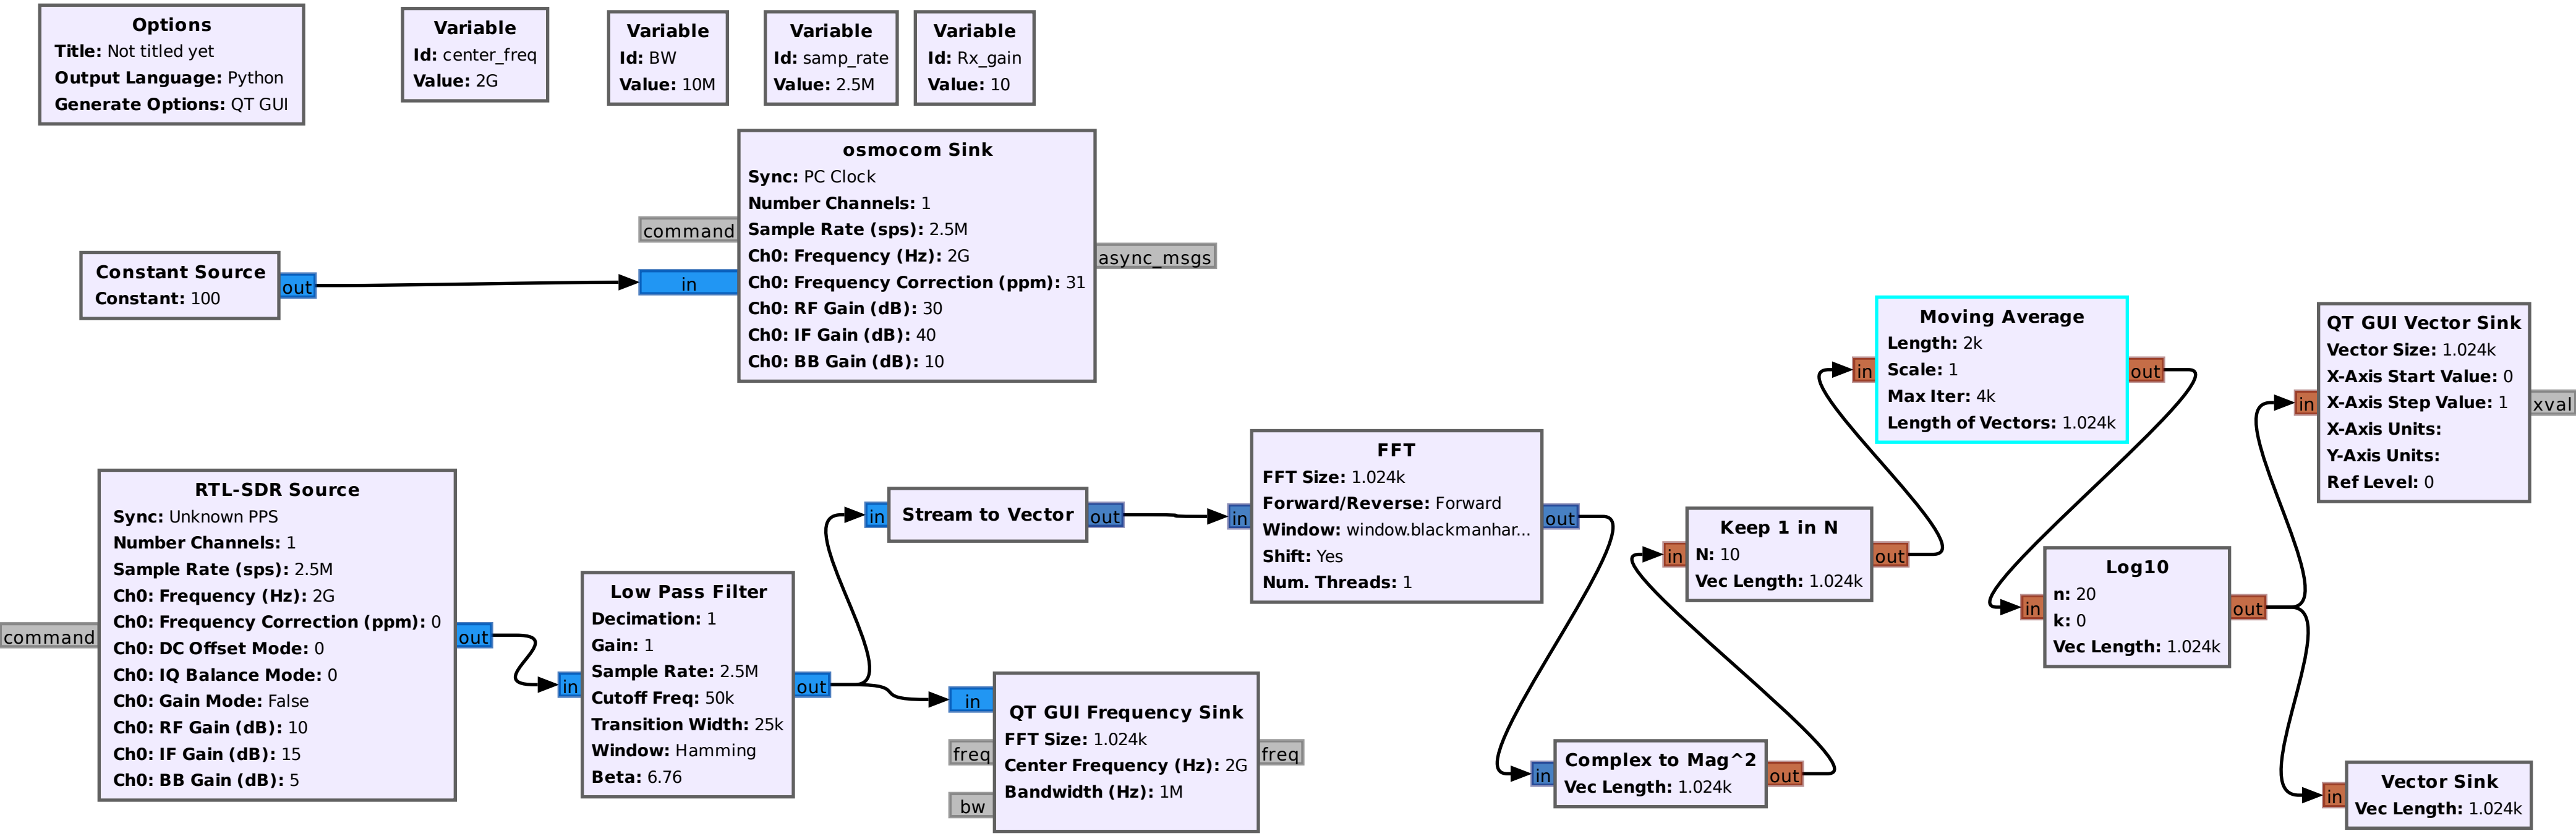 Options
Title: Not titled yet
Output Language: Python
Generate Options: QT GUI
Variable
Id: center_freq
Value: 2G
Variable
Id: BW
Value: 10M
Variable
Id: samp_rate
Value: 2.5M
Variable
Id: Rx_gain
Value: 10
Constant Source
Constant: 100
out
osmocom Sink
Sync: PC Clock
Number Channels: 1
Sample Rate (sps): 2.5M
Ch0: Frequency (Hz): 2G
Ch0: Frequency Correction (ppm): 31
Ch0: RF Gain (dB): 30
Ch0: IF Gain (dB): 40
Ch0: BB Gain (dB): 10
command
in
async_msgs
RTL-SDR Source
Sync: Unknown PPS
Number Channels: 1
Sample Rate (sps): 2.5M
Ch0: Frequency (Hz): 2G
Ch0: Frequency Correction (ppm): 0
Ch0: DC Offset Mode: 0
Ch0: IQ Balance Mode: 0
Ch0: Gain Mode: False
Ch0: RF Gain (dB): 10
Ch0: IF Gain (dB): 15
Ch0: BB Gain (dB): 5
command
out
Low Pass Filter
Decimation: 1
Gain: 1
Sample Rate: 2.5M
Cutoff Freq: 50k
Transition Width: 25k
Window: Hamming
Beta: 6.76
in
out
in
Stream to Vector
out
QT GUI Frequency Sink
FFT Size: 1.024k
Center Frequency (Hz): 2G
Bandwidth (Hz): 1M
in
freq
bw
freq
FFT
FFT Size: 1.024k
Forward/Reverse: Forward
Window: window.blackmanhar...
Shift: Yes
Num. Threads: 1
in
out
Complex to Mag^2
Vec Length: 1.024k
in
out
Keep 1 in N
N: 10
Vec Length: 1.024k
in
out
Moving Average
Length: 2k
Scale: 1
Max Iter: 4k
Length of Vectors: 1.024k
in
out
Log10
n: 20
k: 0
Vec Length: 1.024k
in
out
QT GUI Vector Sink
Vector Size: 1.024k
X-Axis Start Value: 0
X-Axis Step Value: 1
X-Axis Units:
Y-Axis Units:
Ref Level: 0
in
xval
Vector Sink
Vec Length: 1.024k
in